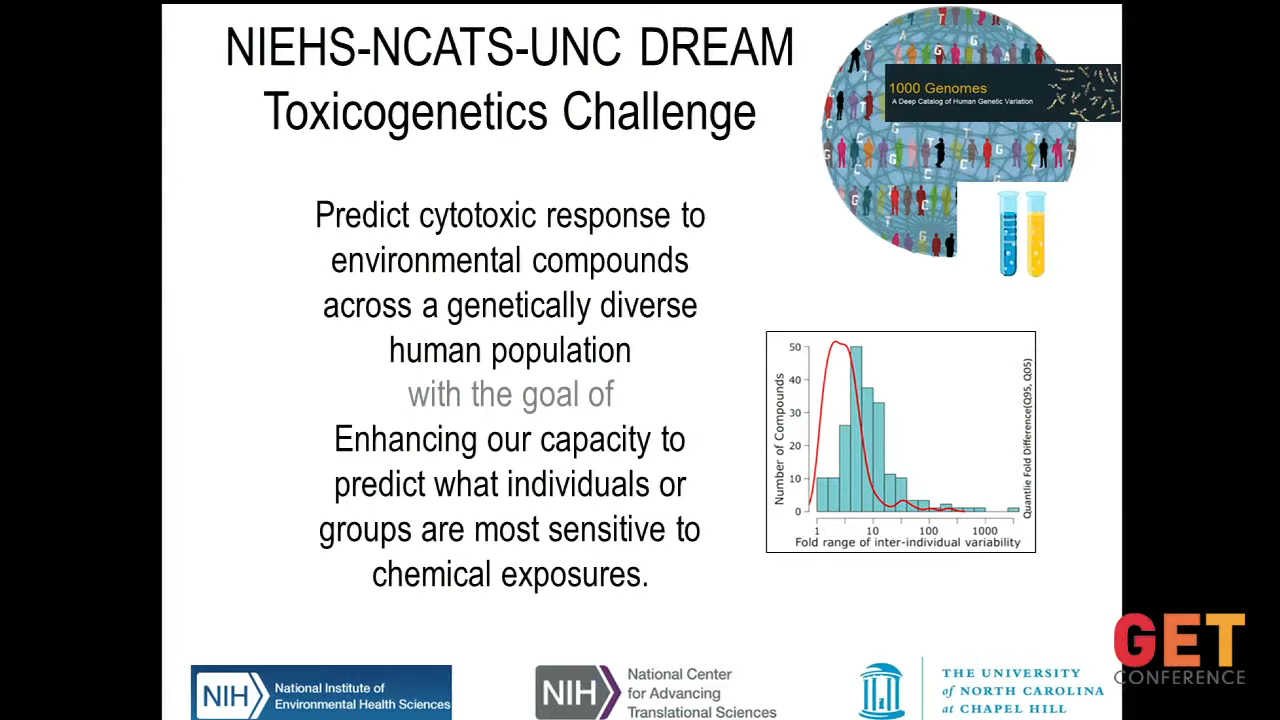 NIEHS-NCATS-UNC DREAM
Toxicogenetics Challenge
1000 Genomes
A Deep Catalog of Human Genetic Variation
Predict cytotoxic response to
environmental compounds
across a genetically diverse
human population
with the goal of
Enhancing our capacity to
predict what individuals or
groups are most sensitive to
chemical exposures.
Number of Compounds
50
40
30
20
10
0
1 10 100 1000
Fold range of inter-individual variability
Quantlie Fold Difference(Q95, Q05)
NIH
National Institute of
Environmental Health Sciences
NIH
National Center
for Advancing
Translational Sciences
THE UNIVERSITY
of NORTH CAROLINA
at CHAPEL HILL
GET
CONFERENCE